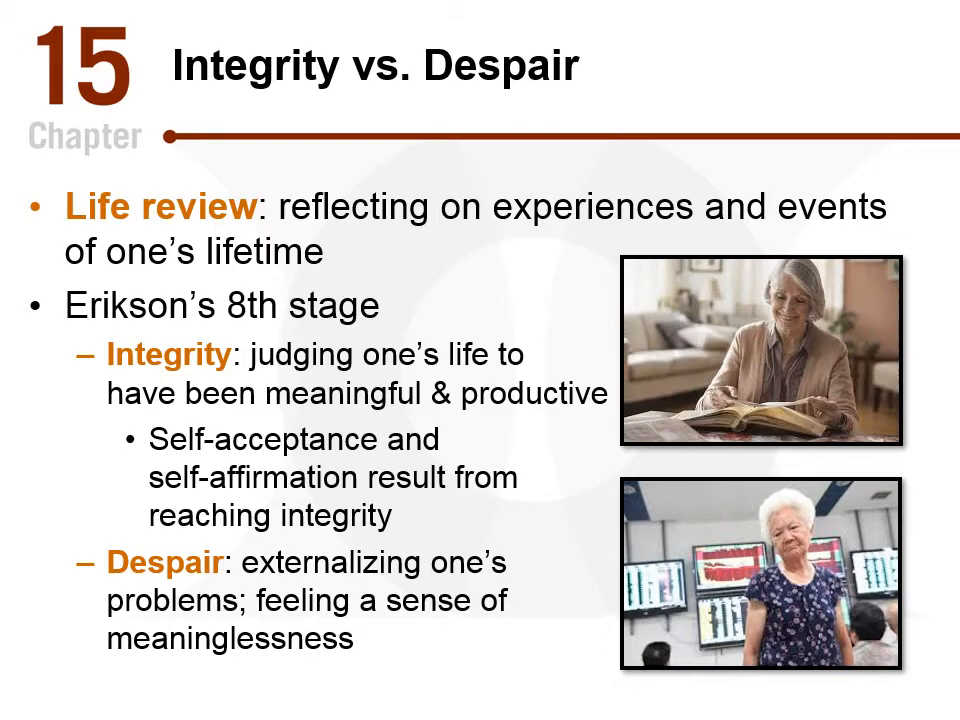 15
Chapter
Integrity vs. Despair
• Life review: reflecting on experiences and events
of one’s lifetime
• Erikson’s 8th stage
– Integrity: judging one’s life to
have been meaningful & productive
• Self-acceptance and
self-affirmation result from
reaching integrity
– Despair: externalizing one’s
problems; feeling a sense of
meaninglessness